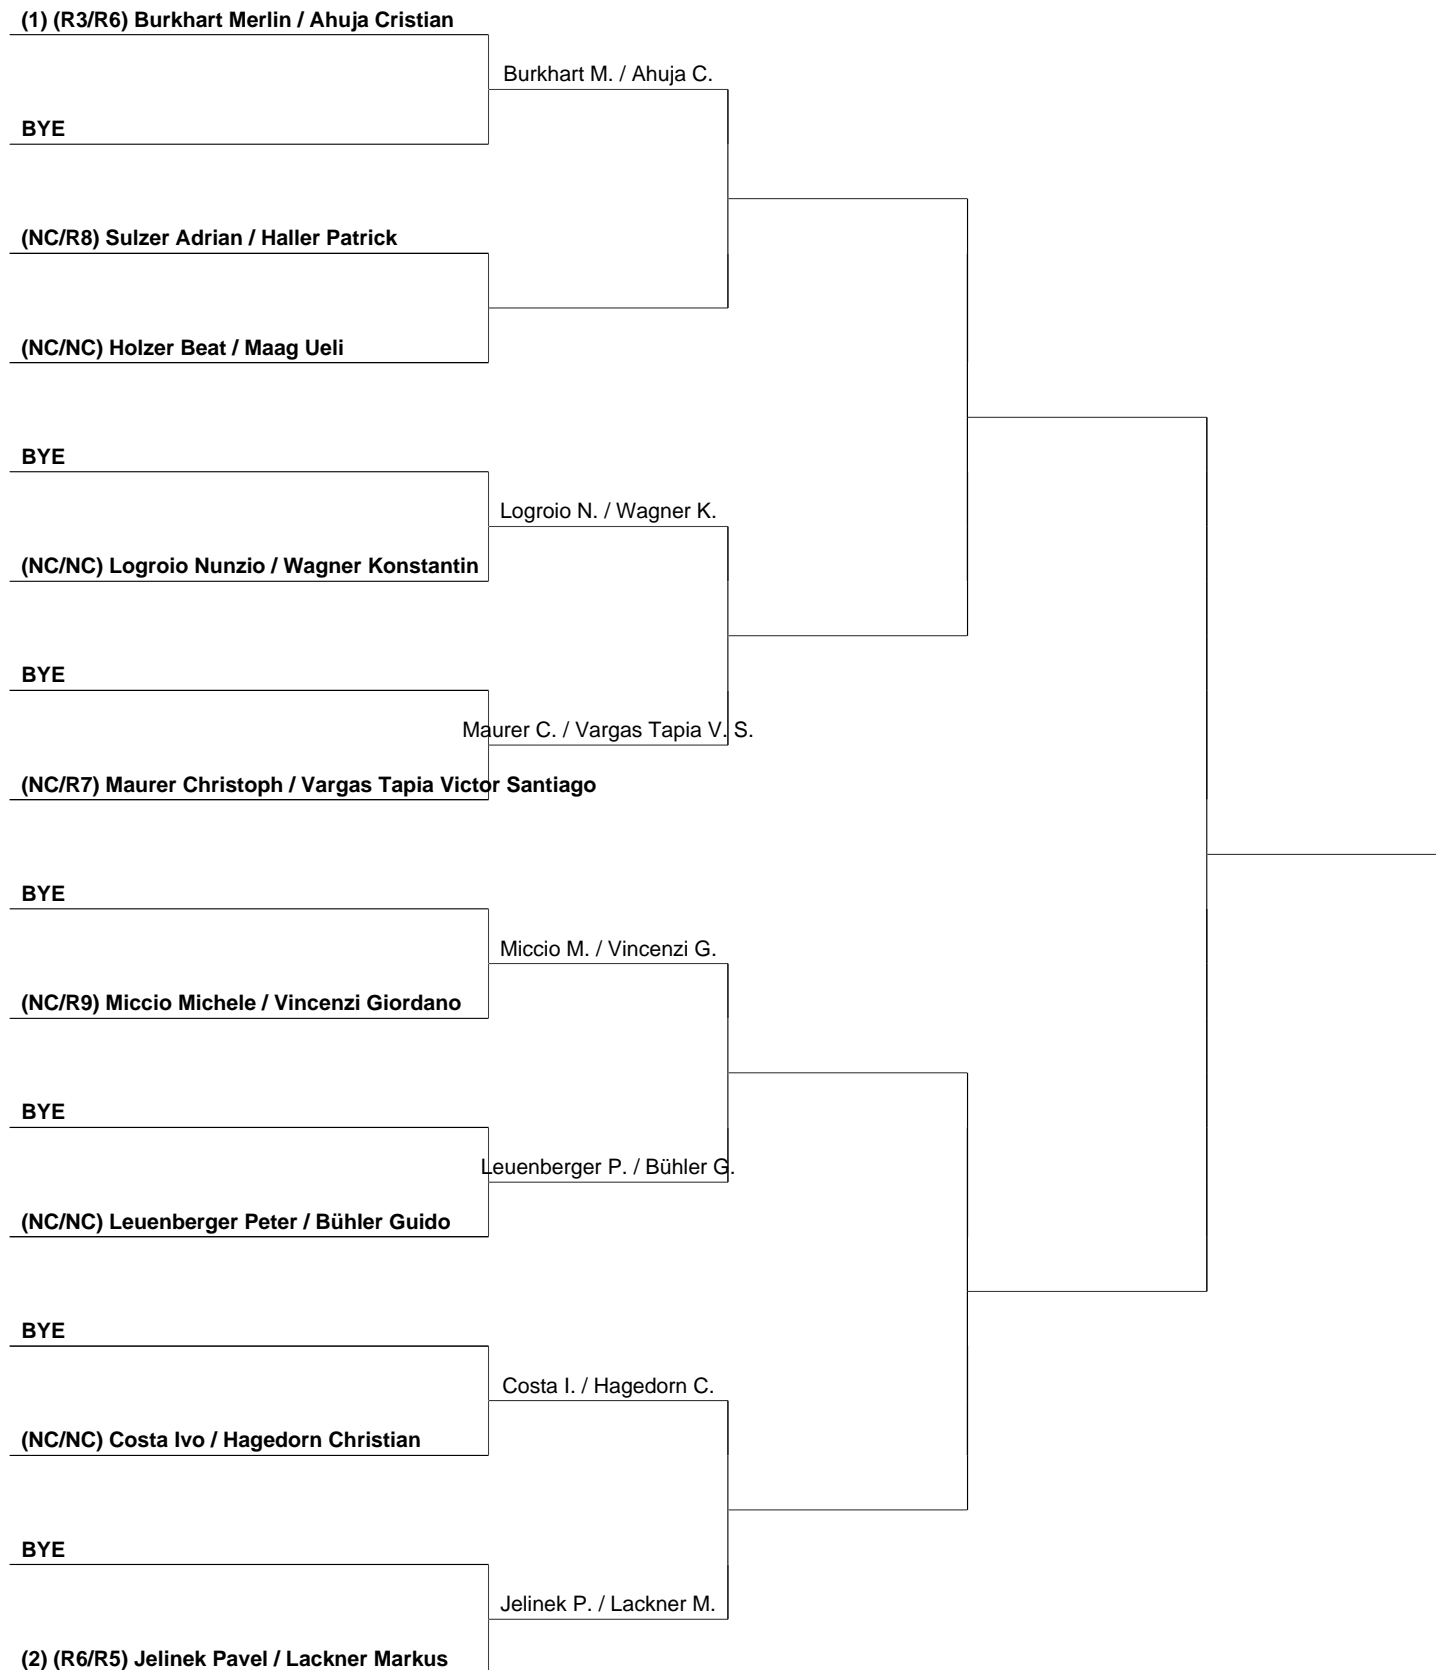 (1) (R3/R6) Burkhart Merlin / Ahuja Cristian
Burkhart M. / Ahuja C.
BYE
(NC/R8) Sulzer Adrian / Haller Patrick
(NC/NC) Holzer Beat / Maag Ueli
BYE
Logroio N. / Wagner K.
(NC/NC) Logroio Nunzio / Wagner Konstantin
BYE
Maurer C. / Vargas Tapia V. S.
(NC/R7) Maurer Christoph / Vargas Tapia Victor Santiago
BYE
Miccio M. / Vincenzi G.
(NC/R9) Miccio Michele / Vincenzi Giordano
BYE
Leuenberger P. / Bühler G.
(NC/NC) Leuenberger Peter / Bühler Guido
BYE
Costa I. / Hagedorn C.
(NC/NC) Costa Ivo / Hagedorn Christian
BYE
Jelinek P. / Lackner M.
(2) (R6/R5) Jelinek Pavel / Lackner Markus